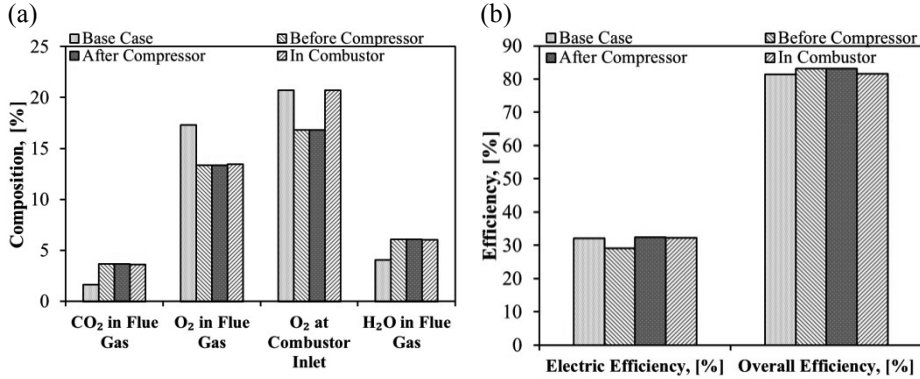 (a)
Base Case
Before Compressor
After Compressor
In Combustor
Composition, [%]
25
20
15
10
5
0
CO₂ in Flue Gas
O₂ in Flue Gas
O₂ at Combustor Inlet
H₂O in Flue Gas
(b)
Base Case
Before Compressor
After Compressor
In Combustor
Efficiency, [%]
90
80
70
60
50
40
30
20
10
0
Electric Efficiency, [%]
Overall Efficiency, [%]